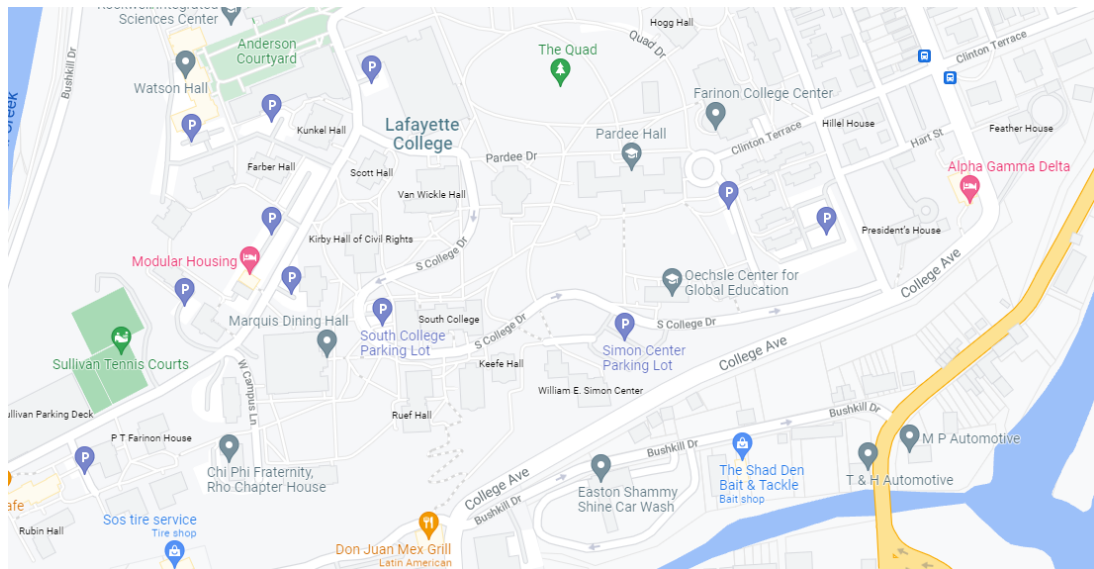 Rockwell Integrated
Sciences Center
Anderson
Courtyard
Watson Hall
Bushkill Dr
Creek
Kunkel Hall
Farber Hall
Lafayette
College
Scott Hall
Van Wickle Hall
Kirby Hall of Civil Rights
Pardee Dr
The Quad
Quad Dr
Hogg Hall
Farinon College Center
Pardee Hall
Clinton Terrace
Clinton Terrace
Hillel House
Hart St
Feather House
Alpha Gamma Delta
President's House
College Ave
Modular Housing
S College Dr
Oechsle Center for
Global Education
Marquis Dining Hall
South College
South College
Parking Lot
S College Dr
S College Dr
Simon Center
Parking Lot
College Ave
Sullivan Tennis Courts
Keefe Hall
William E. Simon Center
W Campus Ln
Ruef Hall
Sullivan Parking Deck
P T Farinon House
Chi Phi Fraternity,
Rho Chapter House
Bushkill Dr
M P Automotive
T & H Automotive
The Shad Den
Bait & Tackle
Bait shop
Easton Shammy
Shine Car Wash
College Ave
Bushkill Dr
afe
Rubin Hall
Sos tire service
Tire shop
Don Juan Mex Grill
Latin American
P
P
P
P
P
P
P
P
P
P
P